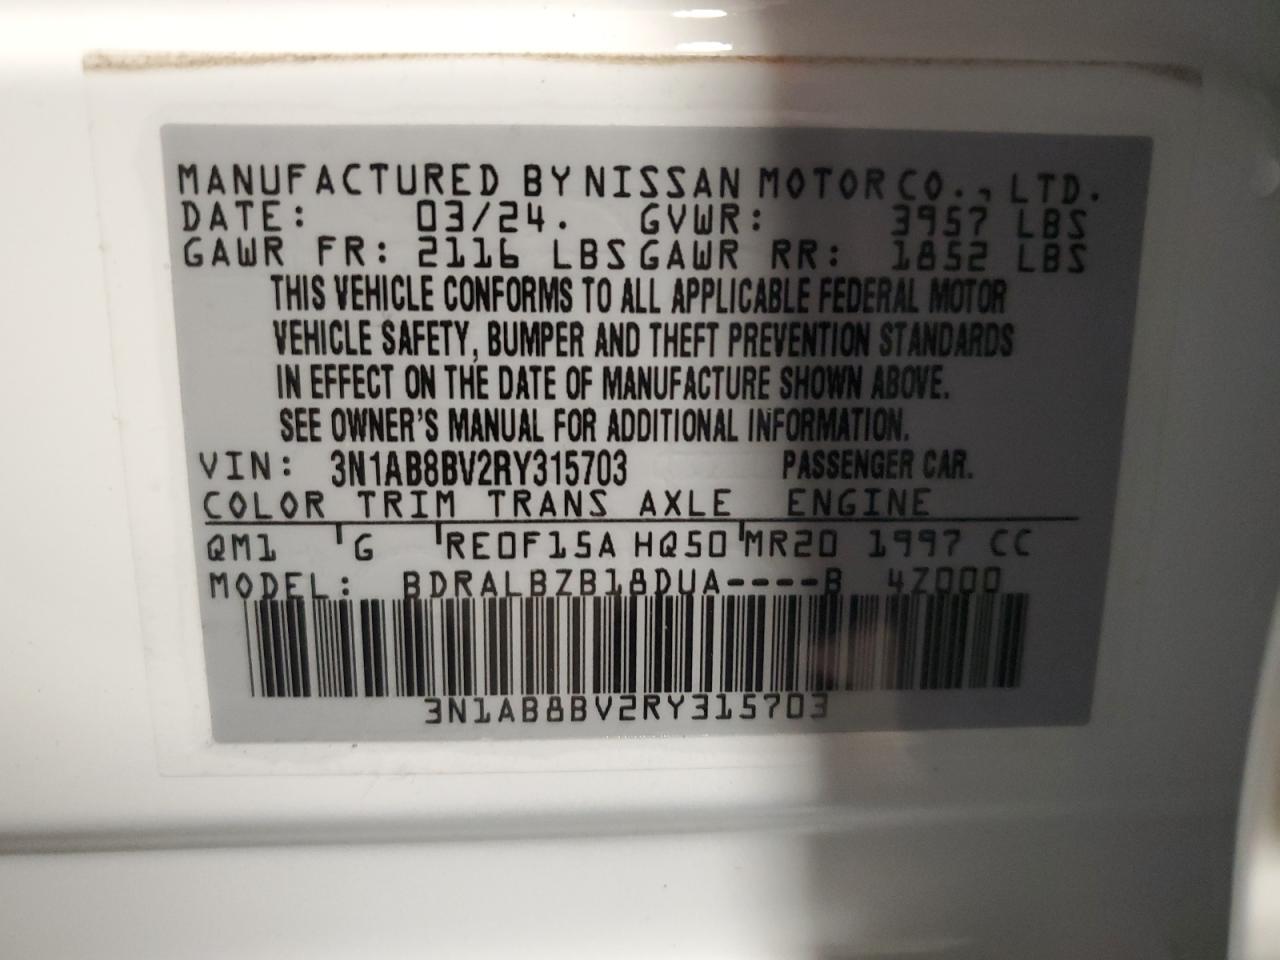 MANUFACTURED BY NISSAN MOTOR CO., LTD.
DATE: 03/24. GVWR: 3957 LBS
GAWR FR: 2116 LBS GAWR RR: 1852 LBS
THIS VEHICLE CONFORMS TO ALL APPLICABLE FEDERAL MOTOR
VEHICLE SAFETY, BUMPER AND THEFT PREVENTION STANDARDS
IN EFFECT ON THE DATE OF MANUFACTURE SHOWN ABOVE.
SEE OWNER'S MANUAL FOR ADDITIONAL INFORMATION.
VIN: 3N1AB8BV2RY315703 PASSENGER CAR.
COLOR TRIM TRANS AXLE ENGINE
QM1 G RE0F15A HQ50 MR20 1997 CC
MODEL: BDRALBZB18DUA----B 4Z000
3N1AB8BV2RY315703